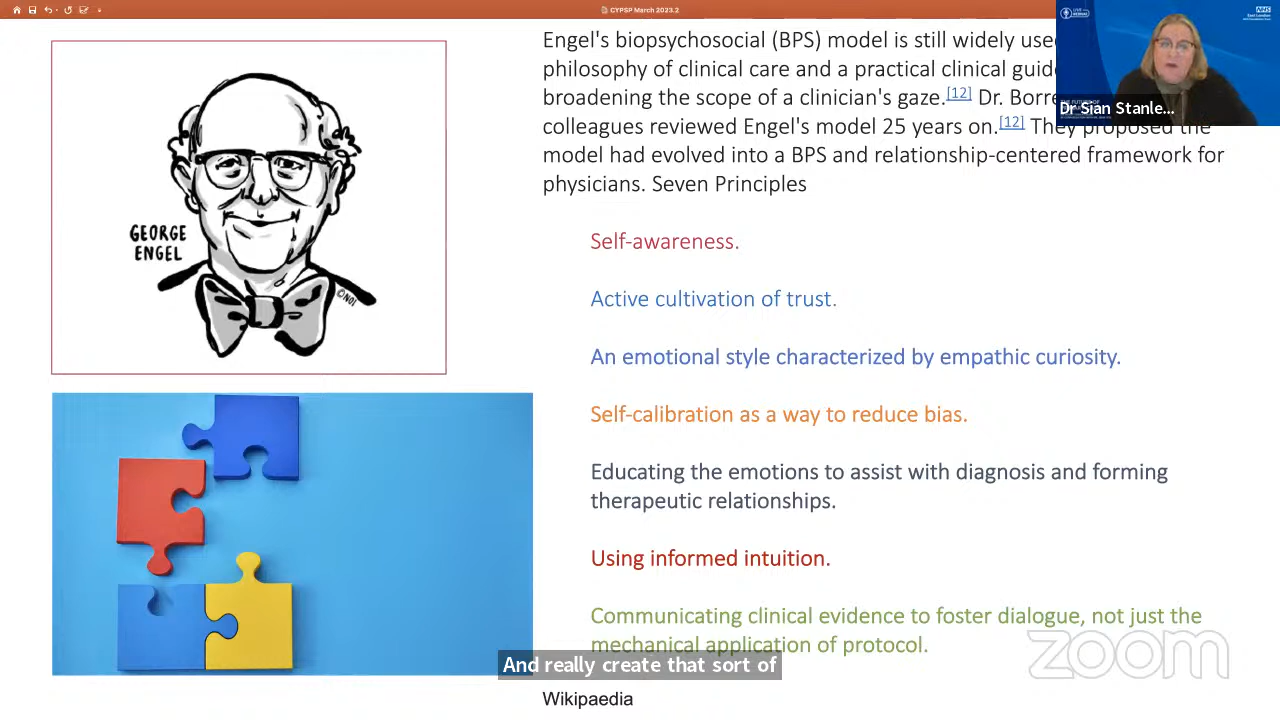 CYPSP March 2023.2
Engel's biopsychosocial (BPS) model is still widely
philosophy of clinical care and a practical clinical
broadening the scope of a clinician's gaze.[12] Dr.
colleagues reviewed Engel's model 25 years on.[12] They proposed the
model had evolved into a BPS and relationship-centered framework for
physicians. Seven Principles
NHS
Dr Sian Stanle...
GEORGE
ENGEL
©NOI
Self-awareness.
Active cultivation of trust.
An emotional style characterized by empathic curiosity.
Self-calibration as a way to reduce bias.
Educating the emotions to assist with diagnosis and forming
therapeutic relationships.
Using informed intuition.
Communicating clinical evidence to foster dialogue, not just the
mechanical application of protocol.
And really create that sort of
zoom
Wikipaedia